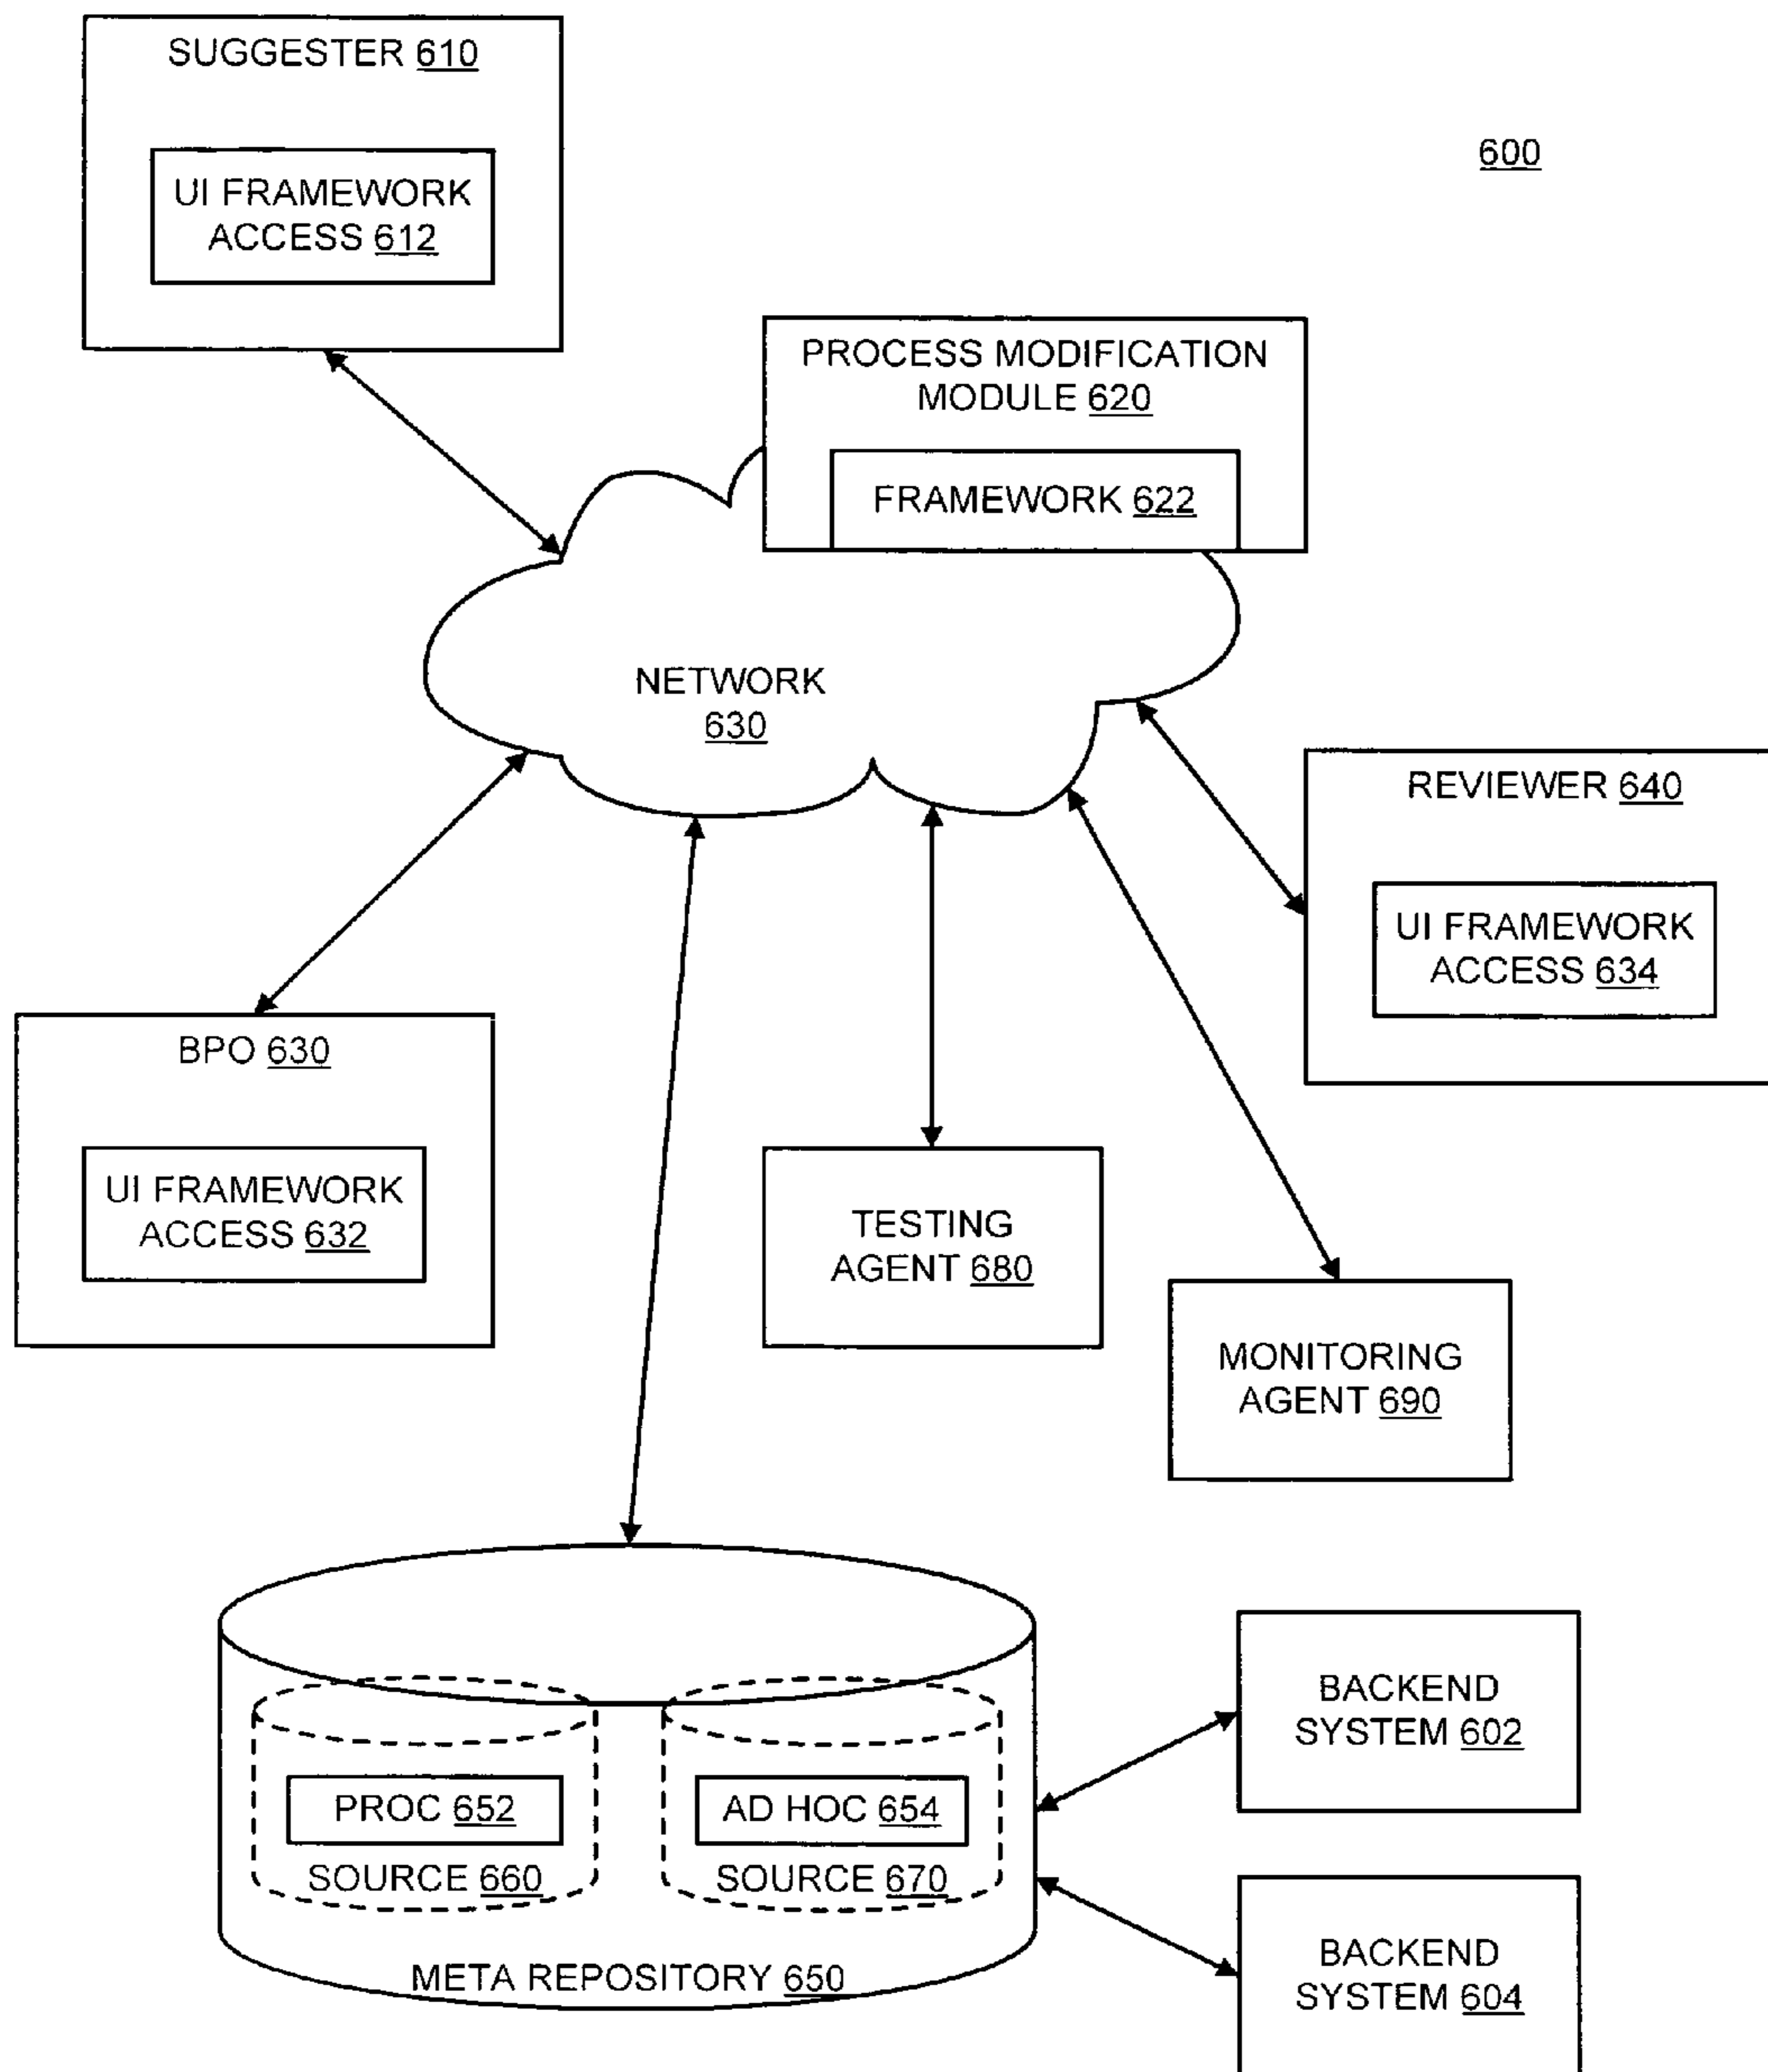 SUGGESTER 610
UI FRAMEWORK
ACCESS 612
600
PROCESS MODIFICATION
MODULE 620
FRAMEWORK 622
NETWORK
630
REVIEWER 640
UI FRAMEWORK
ACCESS 634
BPO 630
UI FRAMEWORK
ACCESS 632
TESTING
AGENT 680
MONITORING
AGENT 690
BACKEND
SYSTEM 602
PROC 652
AD HOC 654
SOURCE 660
SOURCE 670
META REPOSITORY 650
BACKEND
SYSTEM 604